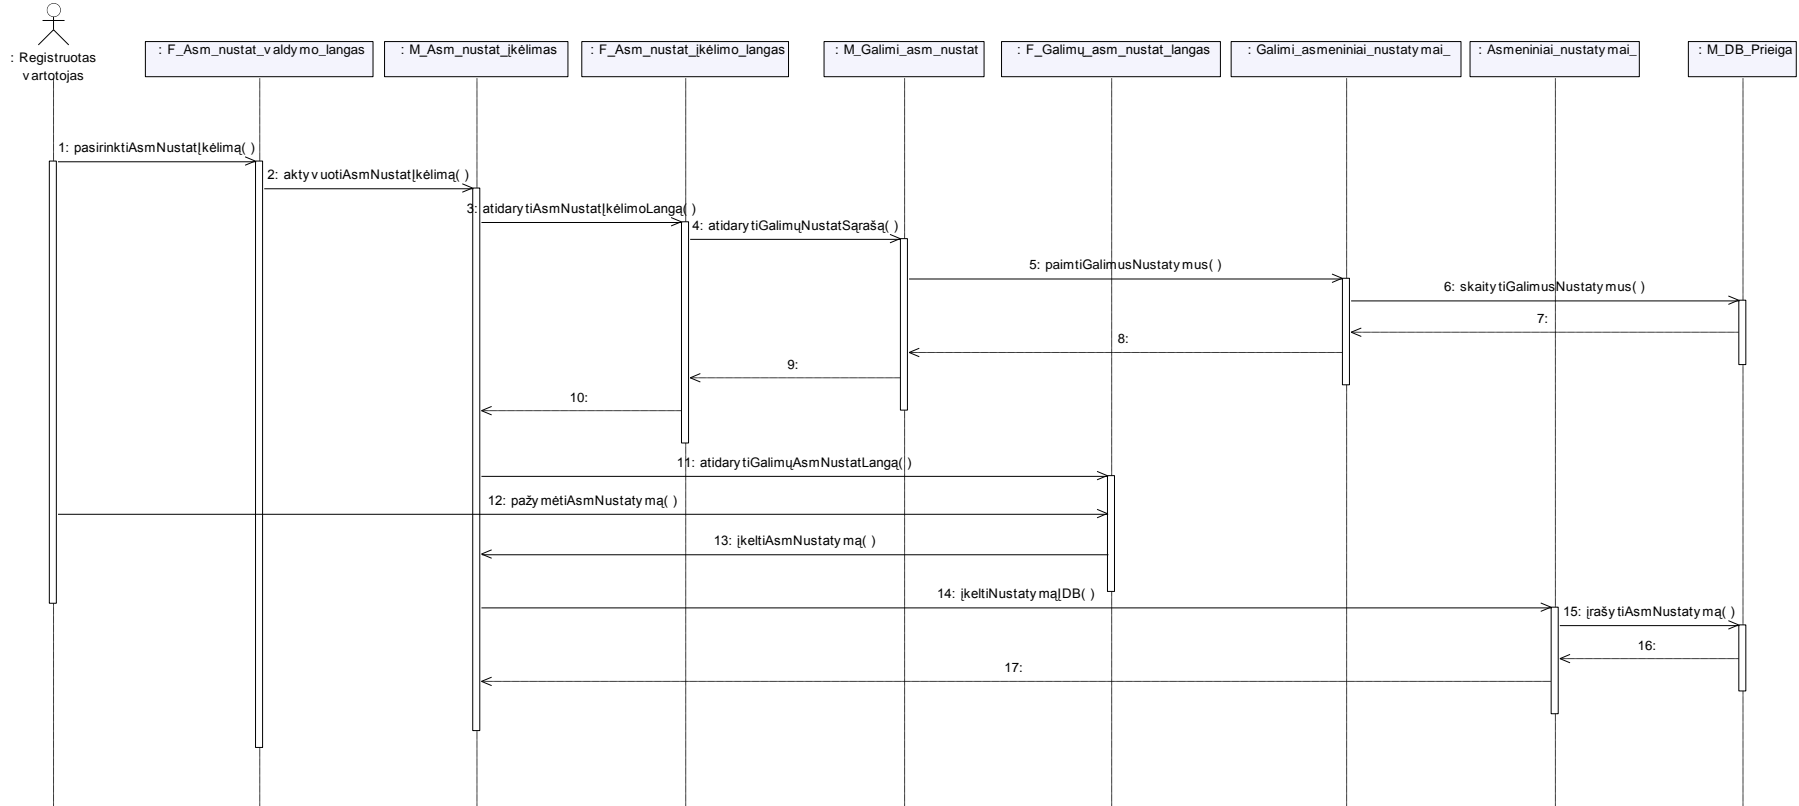 : Registruotas
vartotojas
: F_Asm_nustat_valdymo_langas
: M_Asm_nustat_įkėlimas
: F_Asm_nustat_įkėlimo_langas
: M_Galimi_asm_nustat
: F_Galimų_asm_nustat_langas
: Galimi_asmeniniai_nustatymai_
: Asmeniniai_nustatymai_
: M_DB_Prieiga
1: pasirinktiAsmNustatĮkėlimą( )
2: aktyvuotiAsmNustatĮkėlimą( )
3: atidarytiAsmNustatĮkėlimoLangą( )
4: atidarytiGalimųNustatSąrašą( )
5: paimtiGalimusNustatymus( )
6: skaitytiGalimusNustatymus( )
7:
8:
9:
10:
11: atidarytiGalimųAsmNustatLangą( )
12: pažymėtiAsmNustatymą( )
13: įkeltiAsmNustatymą( )
14: įkeltiNustatymąĮDB( )
15: įrašytiAsmNustatymą( )
16:
17: